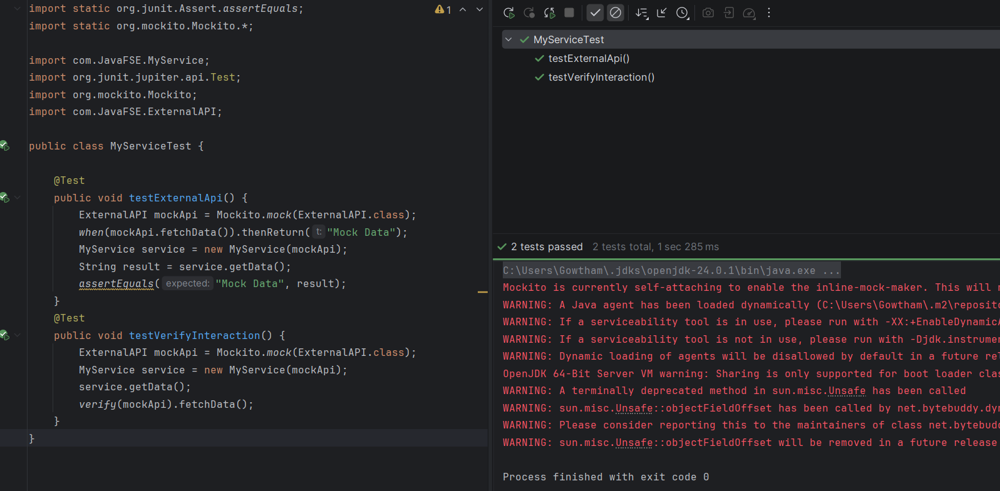 import static org.junit.Assert.assertEquals;
import static org.mockito.Mockito.*;
import com.JavaFSE.MyService;
import org.junit.jupiter.api.Test;
import org.mockito.Mockito;
import com.JavaFSE.ExternalAPI;
public class MyServiceTest {
@Test
public void testExternalApi() {
ExternalAPI mockApi = Mockito.mock(ExternalAPI.class);
when(mockApi.fetchData()).thenReturn( t: "Mock Data");
MyService service = new MyService(mockApi);
String result = service.getData();
assertEquals( expected: "Mock Data", result);
}
@Test
public void testVerifyInteraction() {
ExternalAPI mockApi = Mockito.mock(ExternalAPI.class);
MyService service = new MyService(mockApi);
service.getData();
verify(mockApi).fetchData();
}
}
1
MyServiceTest
testExternalApi()
testVerifyInteraction()
2 tests passed 2 tests total, 1 sec 285 ms
C:\Users\Gowtham\.jdks\openjdk-24.0.1\bin\java.exe ...
Mockito is currently self-attaching to enable the inline-mock-maker. This will
WARNING: A Java agent has been loaded dynamically (C:\Users\Gowtham\.m2\reposito
WARNING: If a serviceability tool is in use, please run with -XX:+EnableDynamicA
WARNING: If a serviceability tool is not in use, please run with -Djdk.instrumen
WARNING: Dynamic loading of agents will be disallowed by default in a future rel
OpenJDK 64-Bit Server VM warning: Sharing is only supported for boot loader clas
WARNING: A terminally deprecated method in sun.misc.Unsafe has been called
WARNING: sun.misc.Unsafe::objectFieldOffset has been called by net.bytebuddy.dyn
WARNING: Please consider reporting this to the maintainers of class net.bytebudd
WARNING: sun.misc.Unsafe::objectFieldOffset will be removed in a future release
Process finished with exit code 0